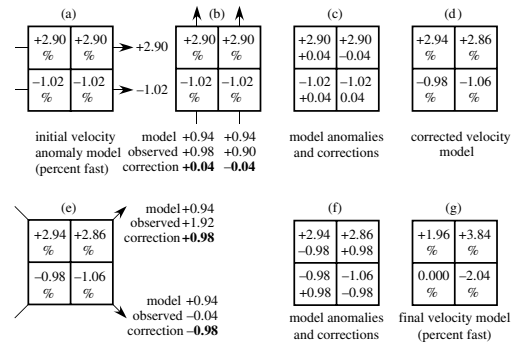 (a)
+2.90 +2.90
% %
−1.02 −1.02
% %
+2.90
−1.02
initial velocity
anomaly model
(percent fast)
(b)
+2.90 +2.90
% %
−1.02 −1.02
% %
model +0.94 +0.94
observed +0.98 +0.90
correction +0.04 −0.04
(c)
+2.90 +2.90
+0.04 −0.04
−1.02 −1.02
+0.04 0.04
model anomalies
and corrections
(d)
+2.94 +2.86
% %
−0.98 −1.06
% %
corrected velocity
model
(e)
+2.94 +2.86
% %
−0.98 −1.06
% %
model +0.94
observed +1.92
correction +0.98
model +0.94
observed −0.04
correction −0.98
(f)
+2.94 +2.86
−0.98 +0.98
−0.98 −1.06
+0.98 −0.98
model anomalies
and corrections
(g)
+1.96 +3.84
% %
0.000 −2.04
% %
final velocity model
(percent fast)